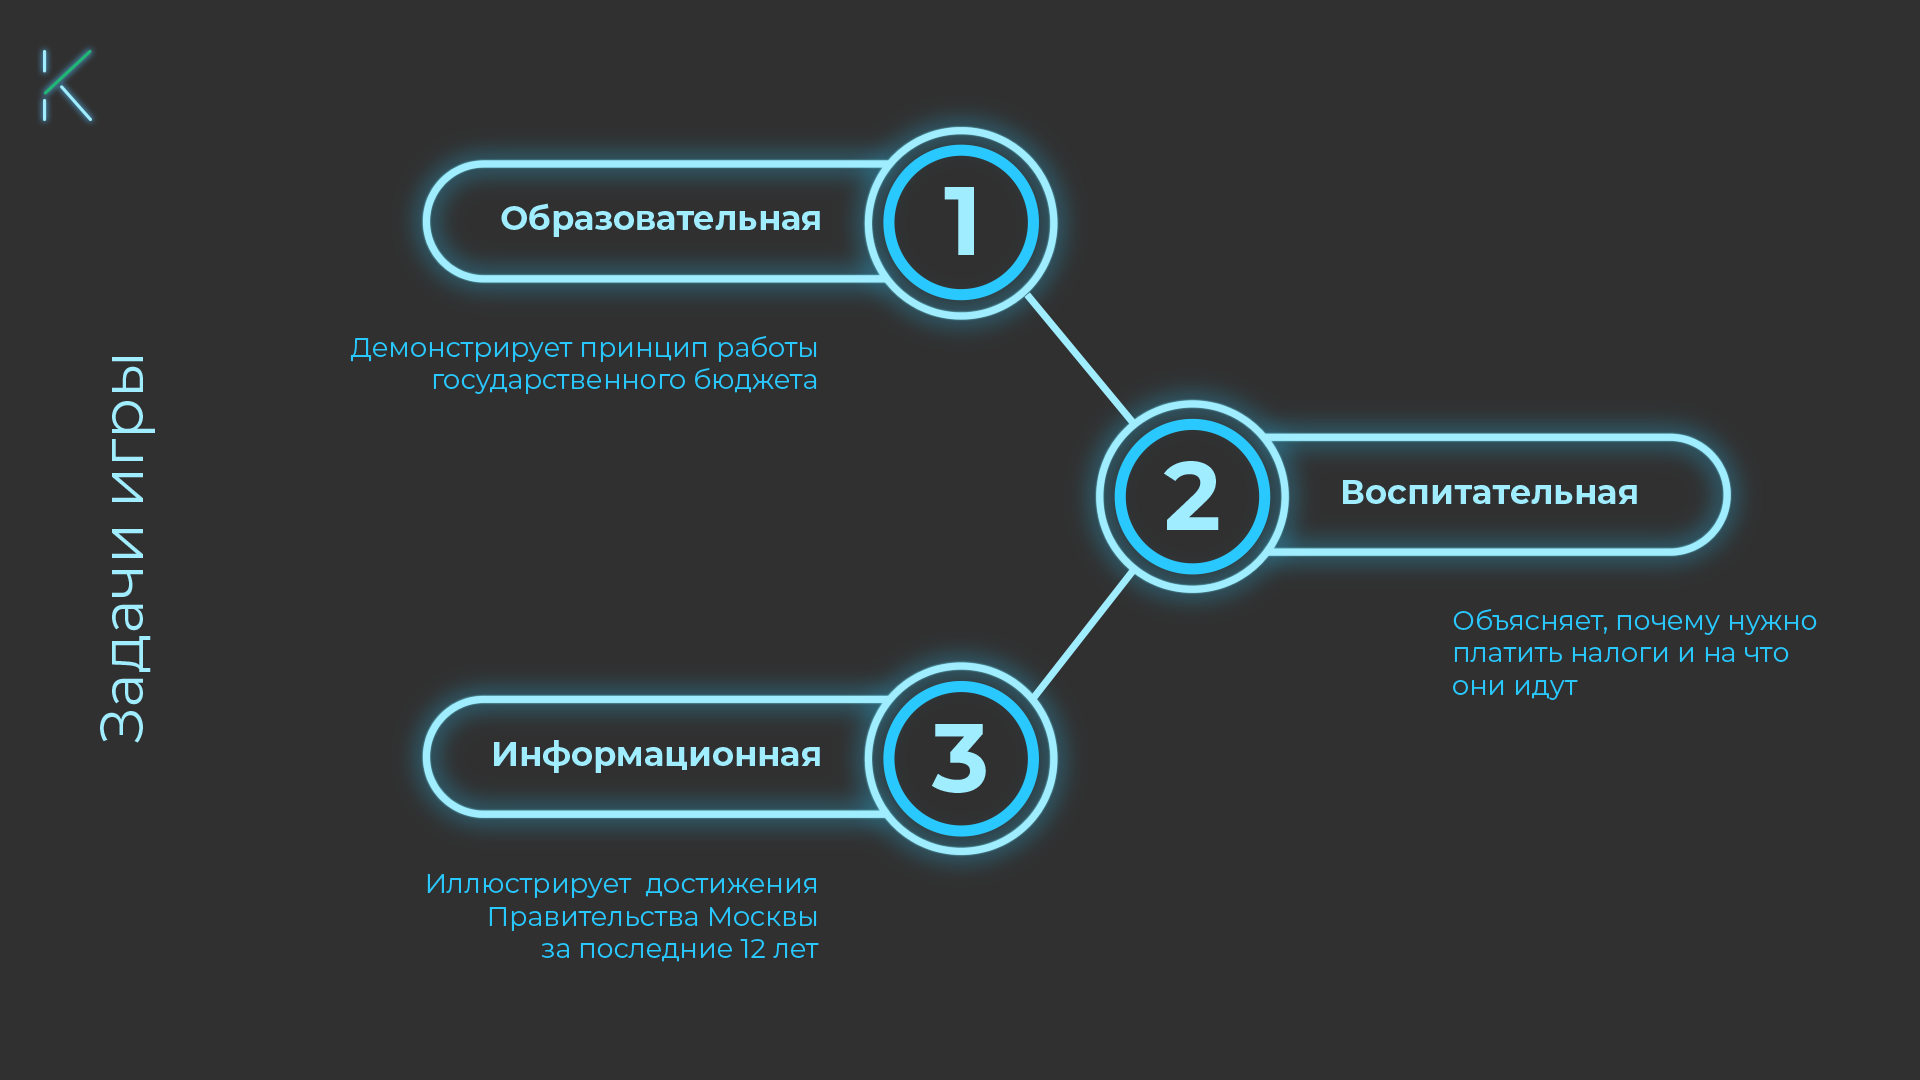 Задачи игры
1
Образовательная
Демонстрирует принцип работы
государственного бюджета
2
Воспитательная
Объясняет, почему нужно
платить налоги и на что
они идут
3
Информационная
Иллюстрирует  достижения
Правительства Москвы
за последние 12 лет